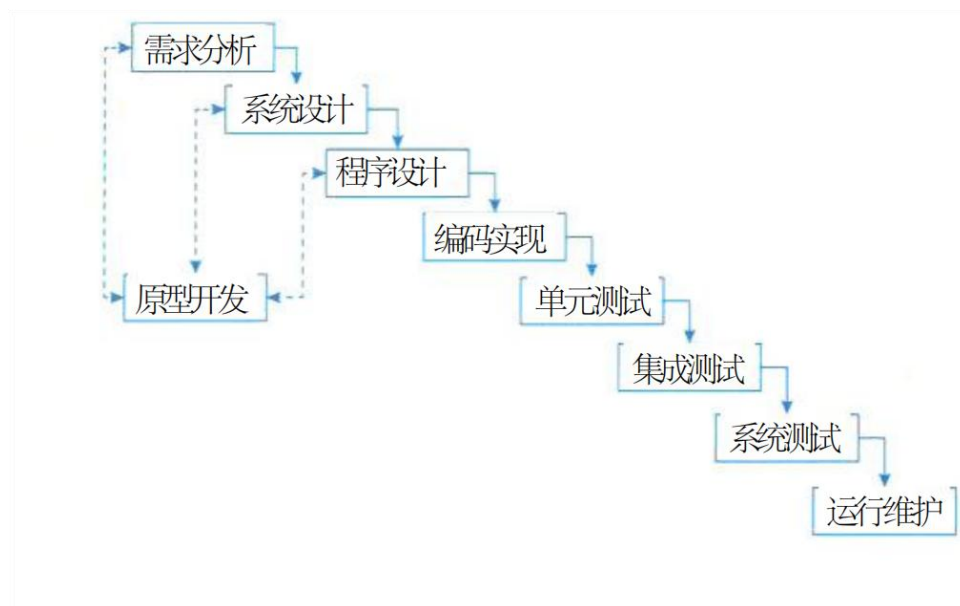 需求分析
系统设计
程序设计
编码实现
原型开发
单元测试
集成测试
系统测试
运行维护